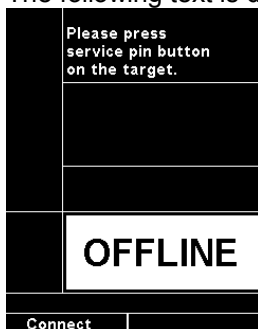 The following text is d
Please press
service pin button
on the target.
OFFLINE
Connect